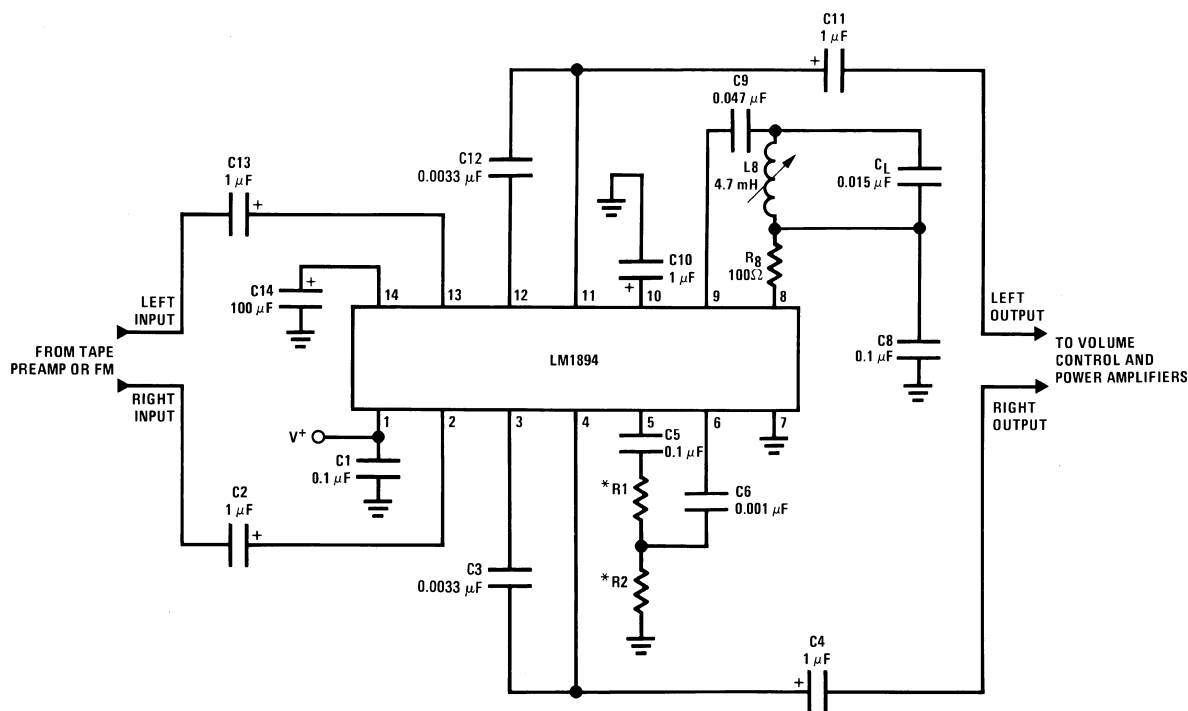 C11
1 μF
+
C9
0.047 μF
C12
0.0033 μF
L8
4.7 mH
CL
0.015 μF
C13
1 μF
+
R8
100Ω
C10
1 μF
+
C14
100 μF
+
14
13
12
11
10
9
8
LEFT
INPUT
LEFT
OUTPUT
FROM TAPE
PREAMP OR FM
LM1894
C8
0.1 μF
TO VOLUME
CONTROL AND
POWER AMPLIFIERS
RIGHT
INPUT
RIGHT
OUTPUT
1
2
3
4
5
6
7
V+
C1
0.1 μF
C5
0.1 μF
*R1
C6
0.001 μF
C2
1 μF
+
C3
0.0033 μF
*R2
C4
1 μF
+